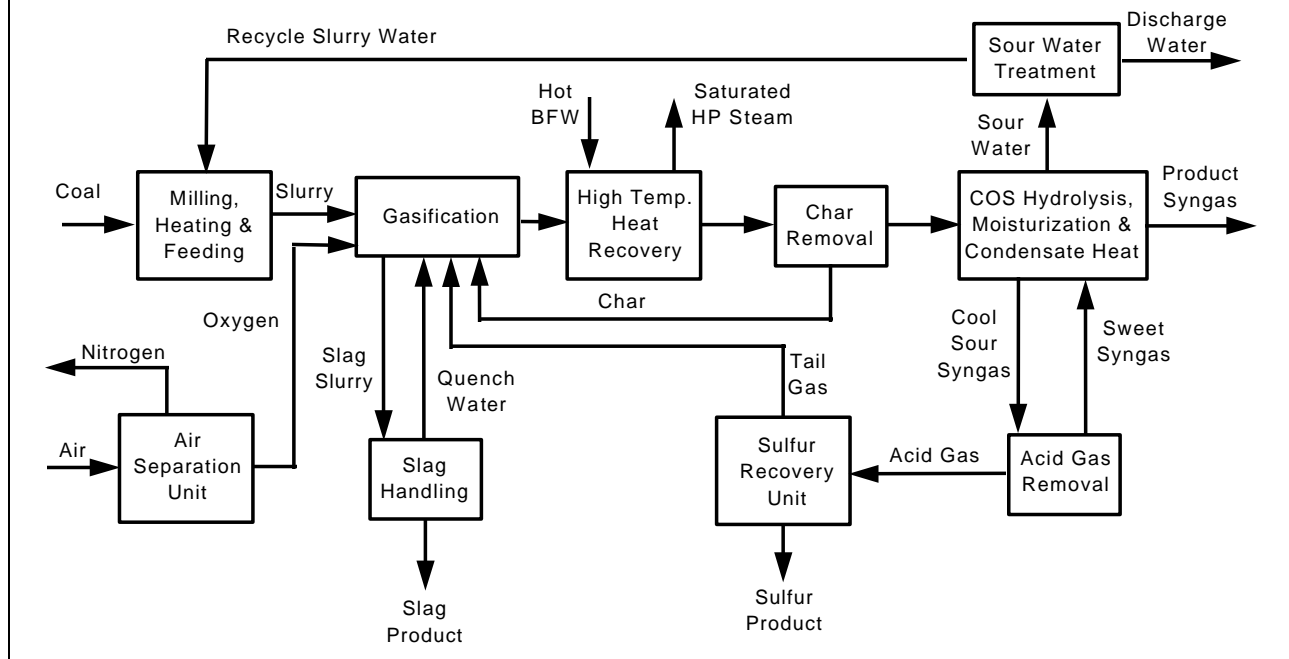 Discharge
Water
Recycle Slurry Water
Sour Water
Treatment
Hot
BFW
Saturated
HP Steam
Sour
Water
Coal
Milling,
Heating &
Feeding
Slurry
Gasification
High Temp.
Heat
Recovery
Char
Removal
COS Hydrolysis,
Moisturization &
Condensate Heat
Product
Syngas
Oxygen
Char
Nitrogen
Slag
Slurry
Quench
Water
Tail
Gas
Cool
Sour
Syngas
Sweet
Syngas
Air
Air
Separation
Unit
Slag
Handling
Sulfur
Recovery
Unit
Acid Gas
Acid Gas
Removal
Slag
Product
Sulfur
Product